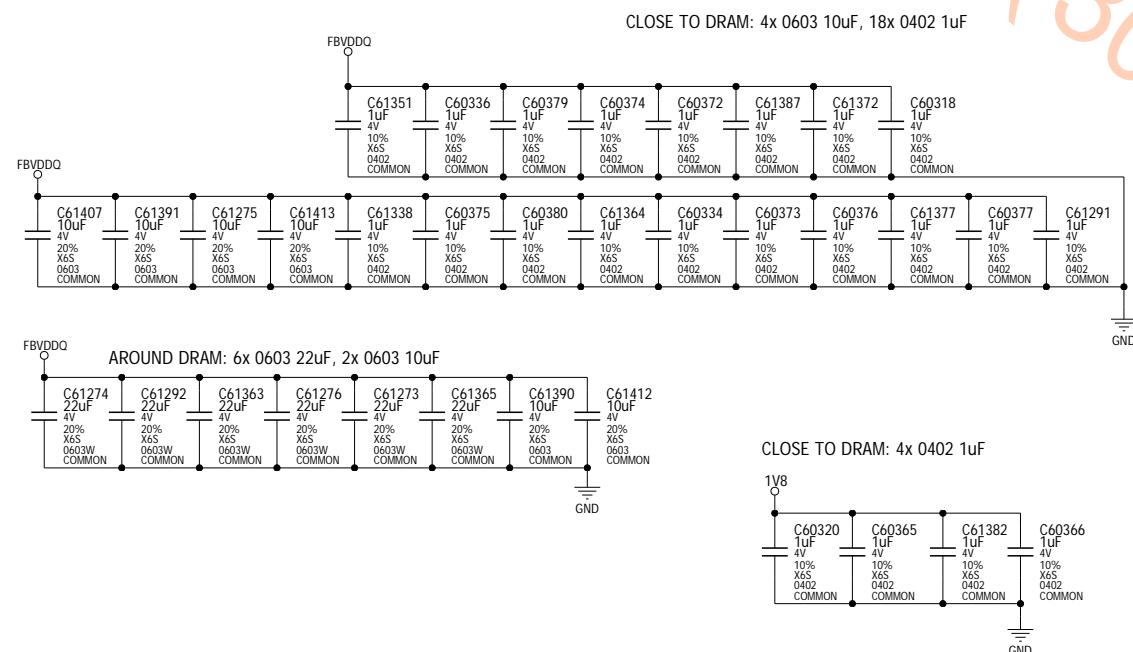 CLOSE TO DRAM: 4x 0603 10uF, 18x 0402 1uF
FBVDDQ
C61351 C60336 C60379 C60374 C60372 C61387 C61372 C60318
1uF 1uF 1uF 1uF 1uF 1uF 1uF 1uF
4V 4V 4V 4V 4V 4V 4V 4V
10% 10% 10% 10% 10% 10% 10% 10%
X6S X6S X6S X6S X6S X6S X6S X6S
0402 0402 0402 0402 0402 0402 0402 0402
COMMON COMMON COMMON COMMON COMMON COMMON COMMON COMMON
FBVDDQ
C61407 C61391 C61275 C61413 C61338 C60375 C60380 C61364 C60334 C60373 C60376 C61377 C60377 C61291
10uF 10uF 10uF 10uF 1uF 1uF 1uF 1uF 1uF 1uF 1uF 1uF 1uF 1uF
4V 4V 4V 4V 4V 4V 4V 4V 4V 4V 4V 4V 4V 4V
20% 20% 20% 20% 10% 10% 10% 10% 10% 10% 10% 10% 10% 10%
X6S X6S X6S X6S X6S X6S X6S X6S X6S X6S X6S X6S X6S X6S
0603 0603 0603 0603 0402 0402 0402 0402 0402 0402 0402 0402 0402 0402
COMMON COMMON COMMON COMMON COMMON COMMON COMMON COMMON COMMON COMMON COMMON COMMON COMMON COMMON
GND
FBVDDQ
AROUND DRAM: 6x 0603 22uF, 2x 0603 10uF
C61274 C61292 C61363 C61276 C61273 C61365 C61390 C61412
22uF 22uF 22uF 22uF 22uF 22uF 10uF 10uF
4V 4V 4V 4V 4V 4V 4V 4V
20% 20% 20% 20% 20% 20% 20% 20%
X6S X6S X6S X6S X6S X6S X6S X6S
0603W 0603W 0603W 0603W 0603W 0603W 0603 0603
COMMON COMMON COMMON COMMON COMMON COMMON COMMON COMMON
GND
CLOSE TO DRAM: 4x 0402 1uF
1V8
C60320 C60365 C61382 C60366
1uF 1uF 1uF 1uF
4V 4V 4V 4V
10% 10% 10% 10%
X6S X6S X6S X6S
0402 0402 0402 0402
COMMON COMMON COMMON COMMON
GND